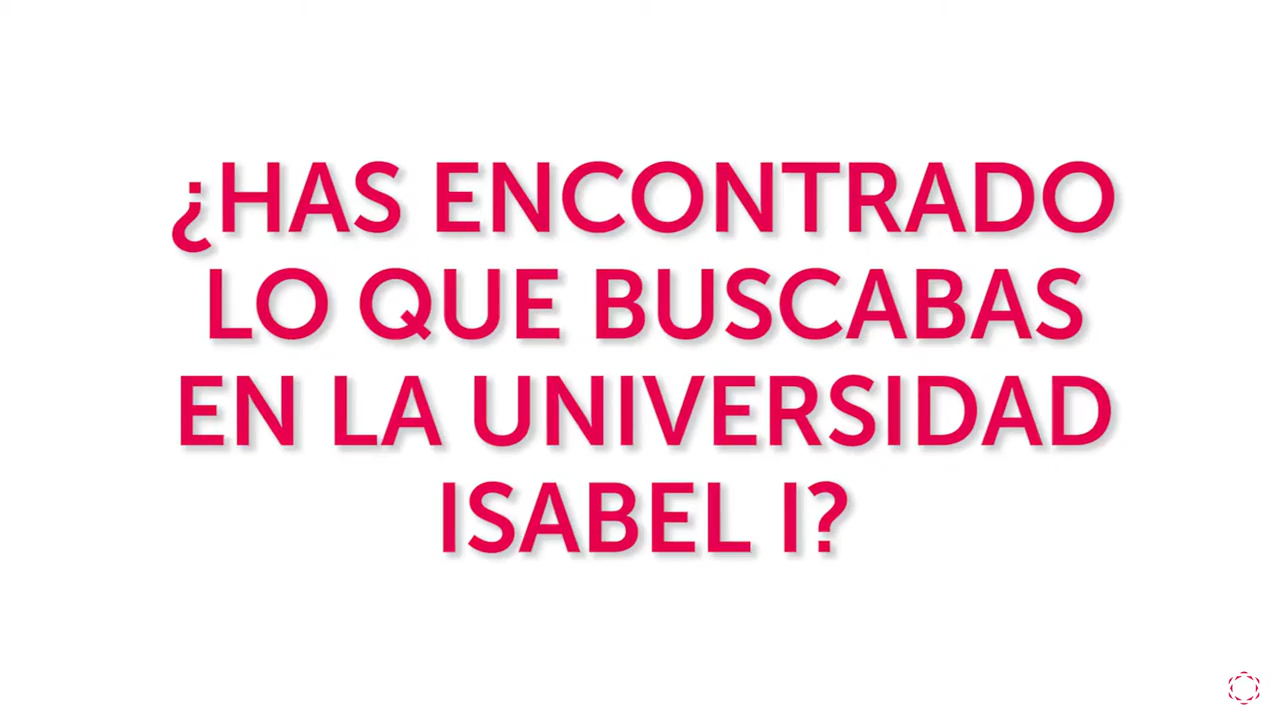 ¿HAS ENCONTRADO
LO QUE BUSCABAS
EN LA UNIVERSIDAD
ISABEL I?